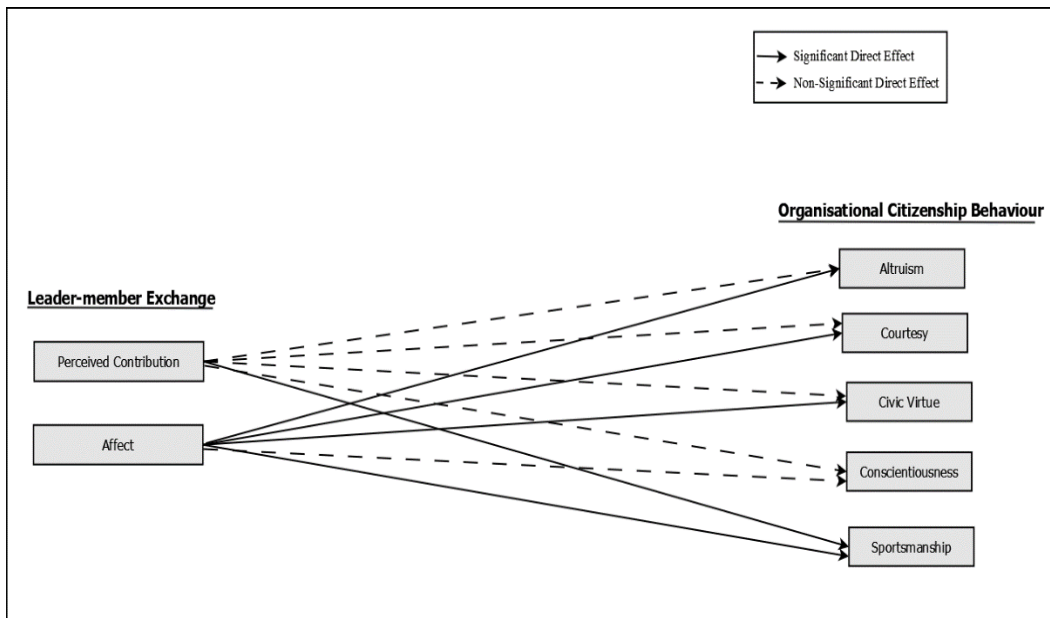 Significant Direct Effect
Non-Significant Direct Effect
Organisational Citizenship Behaviour
Altruism
Leader-member Exchange
Courtesy
Perceived Contribution
Civic Virtue
Affect
Conscientiousness
Sportsmanship